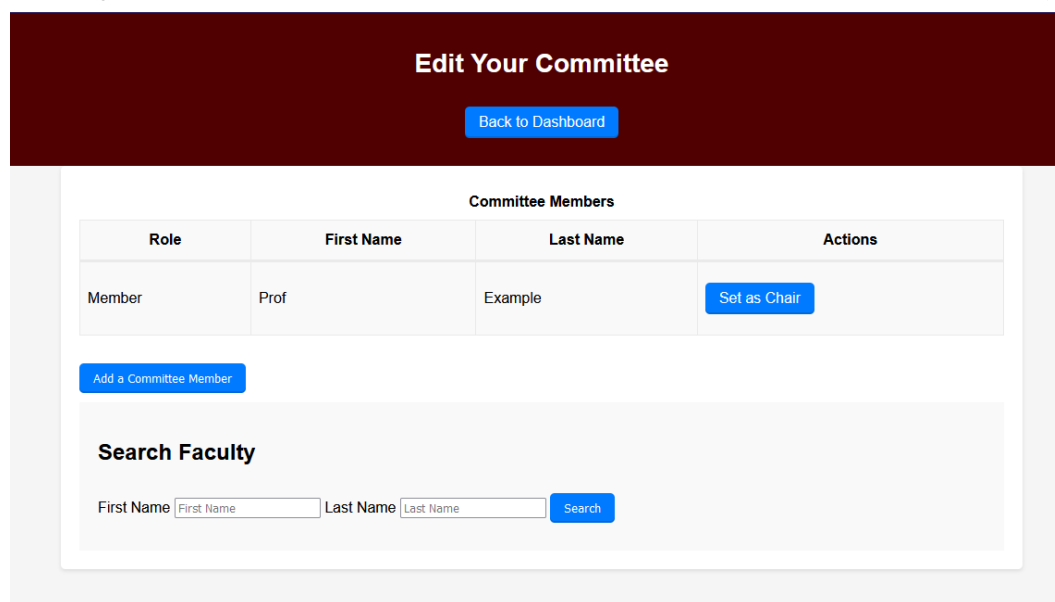 Edit Your Committee
Back to Dashboard
Committee Members
Role First Name Last Name Actions
Member Prof Example Set as Chair
Add a Committee Member
Search Faculty
First Name First Name Last Name Last Name Search